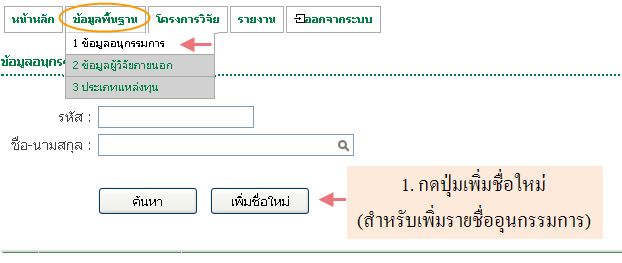 หน้าหลัก ข้อมูลพื้นฐาน โครงการวิจัย รายงาน ออกจากระบบ
1 ข้อมูลอนุกรรมการ
2 ข้อมูลผู้วิจัยภายนอก
3 ประเภทแหล่งทุน
ข้อมูลอนุกร
รหัส :
ชื่อ-นามสกุล :
ค้นหา เพิ่มชื่อใหม่
1. กดปุ่มเพิ่มชื่อใหม่
(สำหรับเพิ่มรายชื่ออุนกรรมการ)